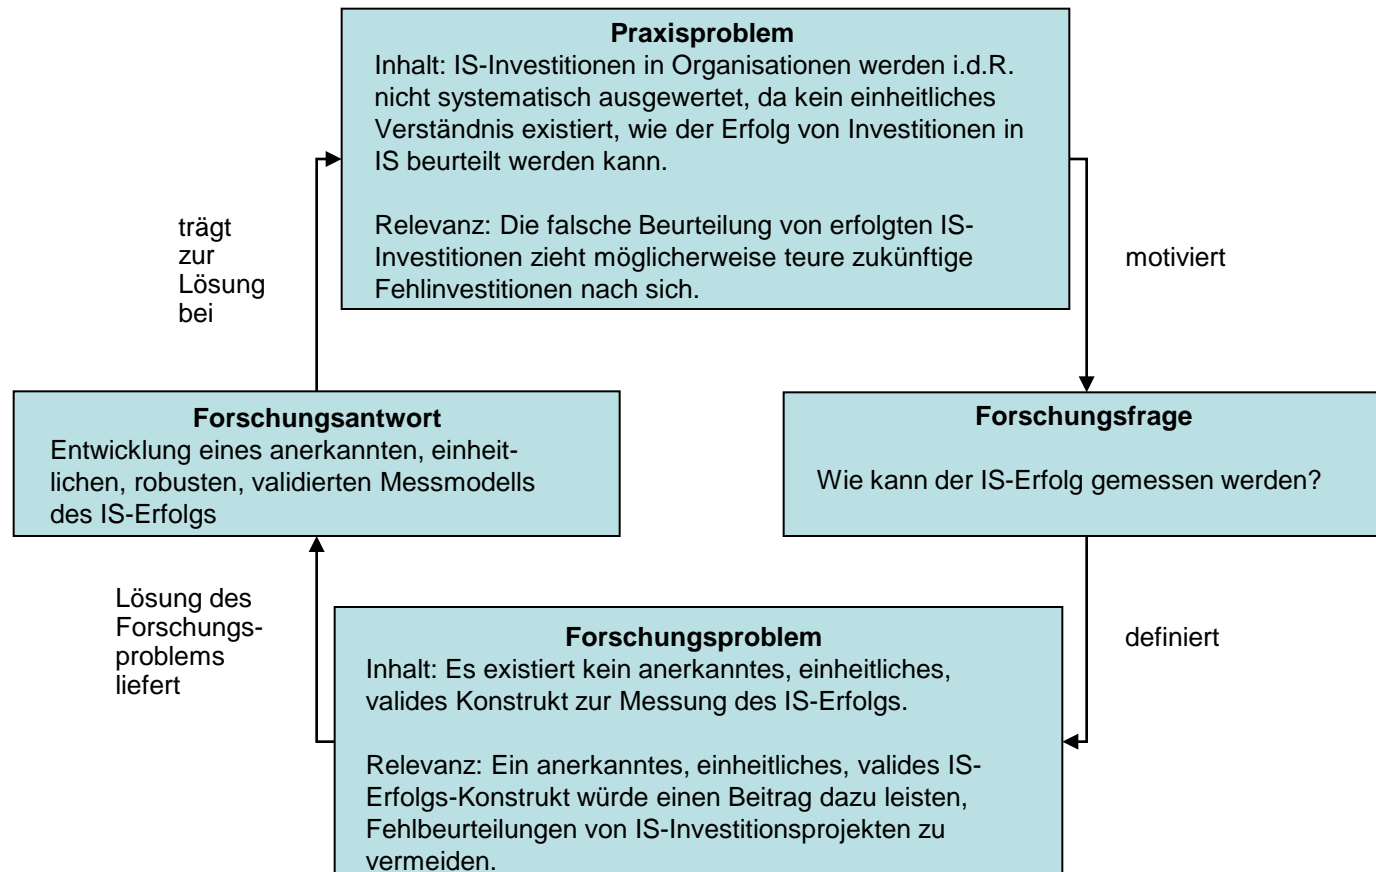 Praxisproblem
Inhalt: IS-Investitionen in Organisationen werden i.d.R.
nicht systematisch ausgewertet, da kein einheitliches
Verständnis existiert, wie der Erfolg von Investitionen in
IS beurteilt werden kann.
Relevanz: Die falsche Beurteilung von erfolgten IS-
Investitionen zieht möglicherweise teure zukünftige
Fehlinvestitionen nach sich.
trägt
zur
Lösung
bei
motiviert
Forschungsantwort
Entwicklung eines anerkannten, einheit-
lichen, robusten, validierten Messmodells
des IS-Erfolgs
Forschungsfrage
Wie kann der IS-Erfolg gemessen werden?
Lösung des
Forschungs-
problems
liefert
definiert
Forschungsproblem
Inhalt: Es existiert kein anerkanntes, einheitliches,
valides Konstrukt zur Messung des IS-Erfolgs.
Relevanz: Ein anerkanntes, einheitliches, valides IS-
Erfolgs-Konstrukt würde einen Beitrag dazu leisten,
Fehlbeurteilungen von IS-Investitionsprojekten zu
vermeiden.